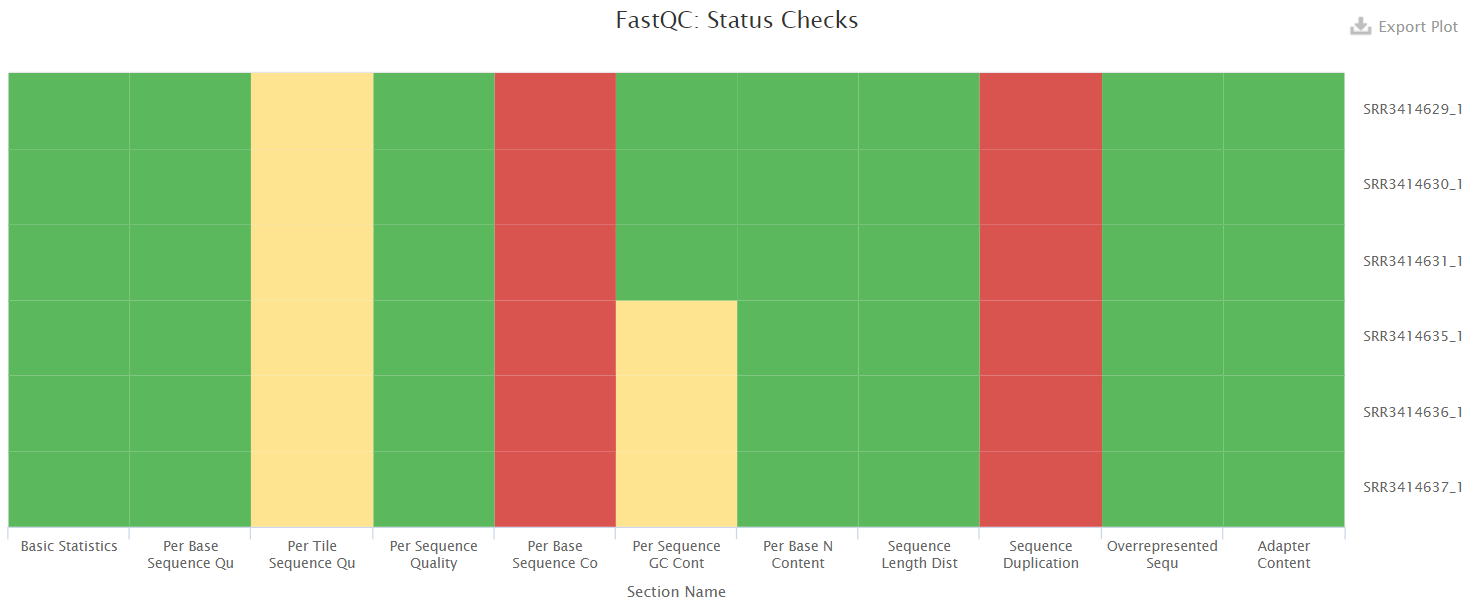 FastQC: Status Checks
Export Plot
SRR3414629_1
SRR3414630_1
SRR3414631_1
SRR3414635_1
SRR3414636_1
SRR3414637_1
Basic Statistics
Per Base
Sequence Qu
Per Tile
Sequence Qu
Per Sequence
Quality
Per Base
Sequence Co
Per Sequence
GC Cont
Per Base N
Content
Sequence
Length Dist
Sequence
Duplication
Overrepresented
Sequ
Adapter
Content
Section Name